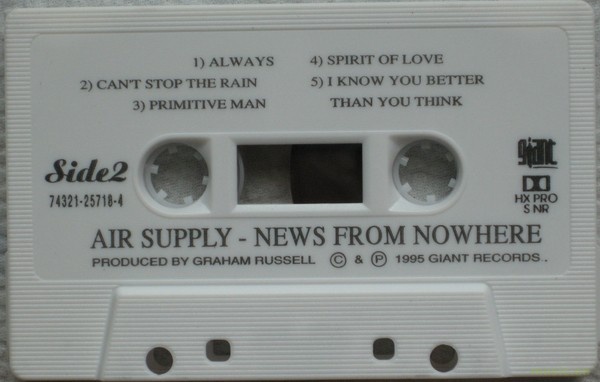 1) ALWAYS
2) CAN'T STOP THE RAIN
3) PRIMITIVE MAN
4) SPIRIT OF LOVE
5) I KNOW YOU BETTER
THAN YOU THINK
Side2
74321-25718-4
giant
HX PRO
S NR
AIR SUPPLY - NEWS FROM NOWHERE
PRODUCED BY GRAHAM RUSSELL © & ℗ 1995 GIANT RECORDS..